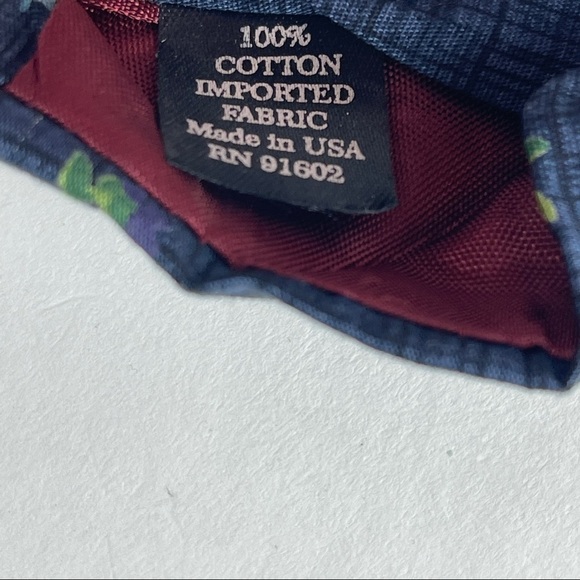 100%
COTTON
IMPORTED
FABRIC
Made in USA
RN 91602